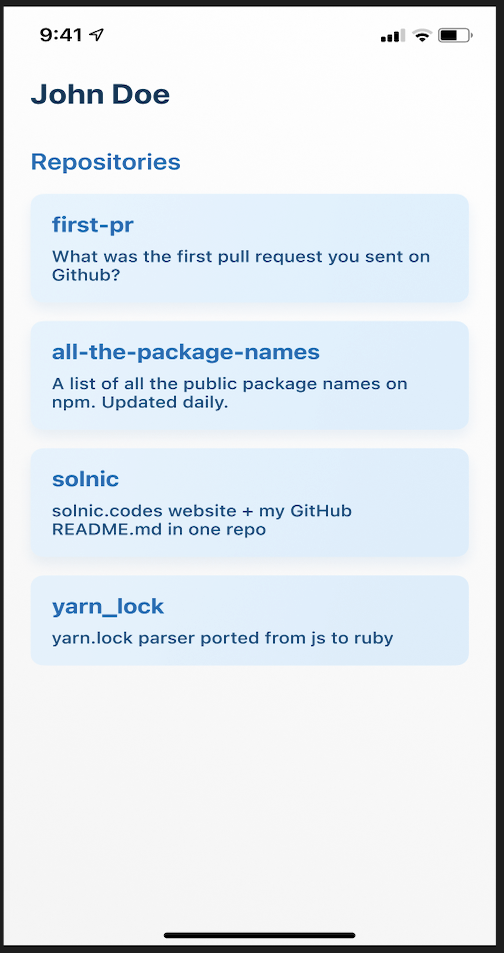 9:41
John Doe
Repositories
first-pr
What was the first pull request you sent on
Github?
all-the-package-names
A list of all the public package names on
npm. Updated daily.
solnic
solnic.codes website + my GitHub
README.md in one repo
yarn_lock
yarn.lock parser ported from js to ruby